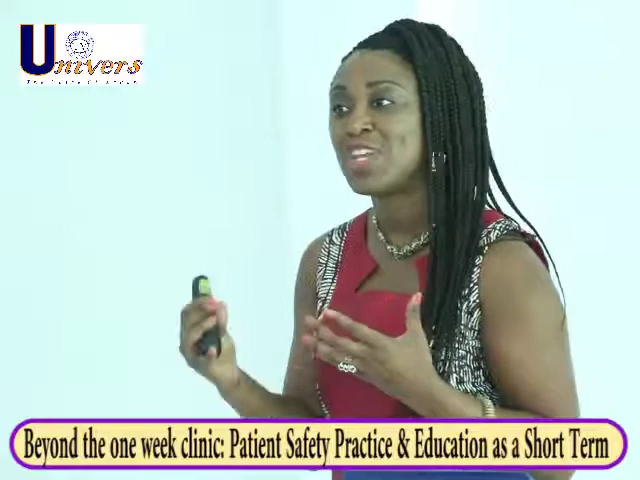 Univers
Beyond the one week clinic: Patient Safety Practice & Education as a Short Term